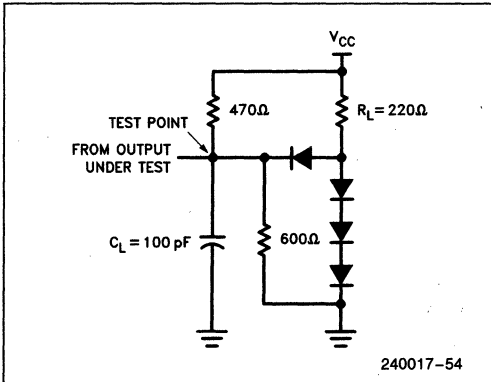 V_CC
470Ω
R_L = 220Ω
TEST POINT
FROM OUTPUT
UNDER TEST
C_L = 100 pF
600Ω
240017-54